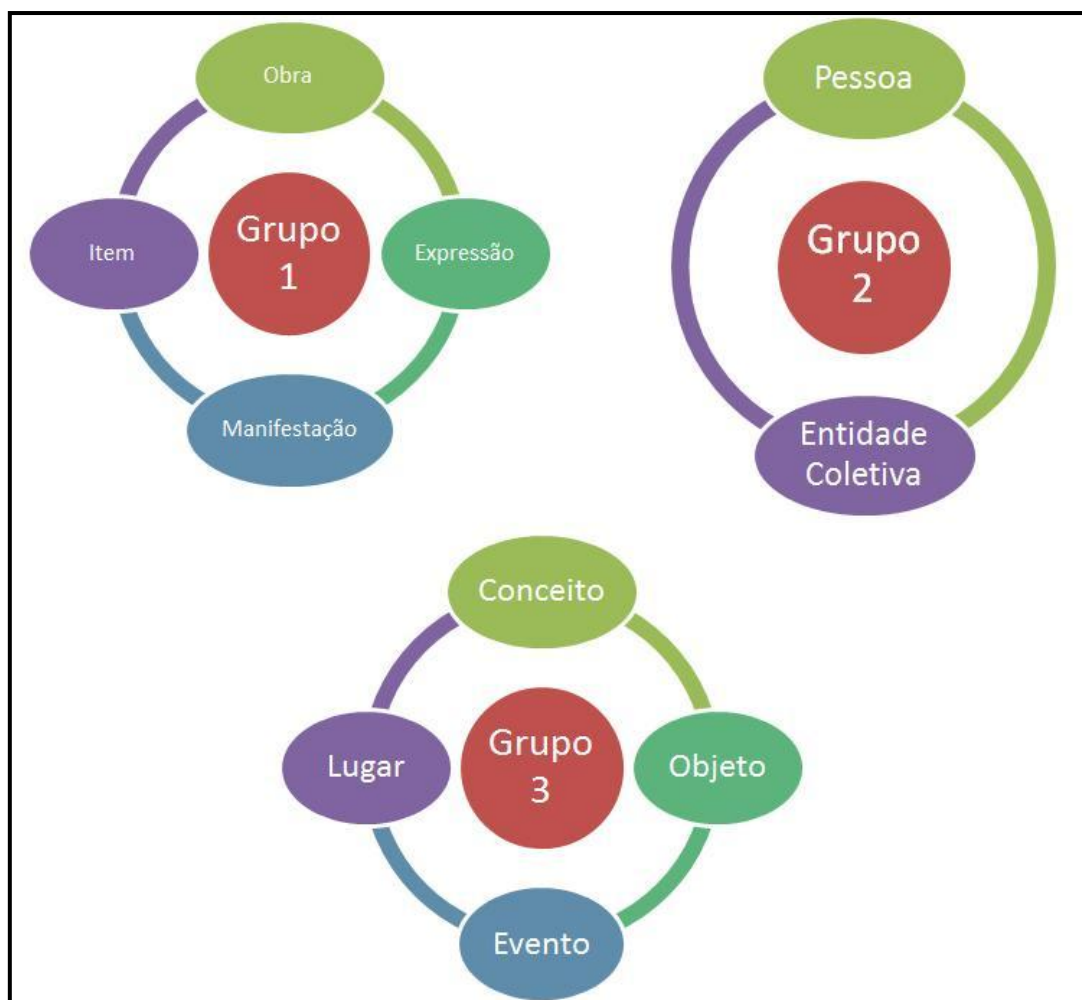 Obra
Grupo
1
Item
Expressão
Manifestação
Pessoa
Grupo
2
Entidade
Coletiva
Conceito
Grupo
3
Lugar
Objeto
Evento